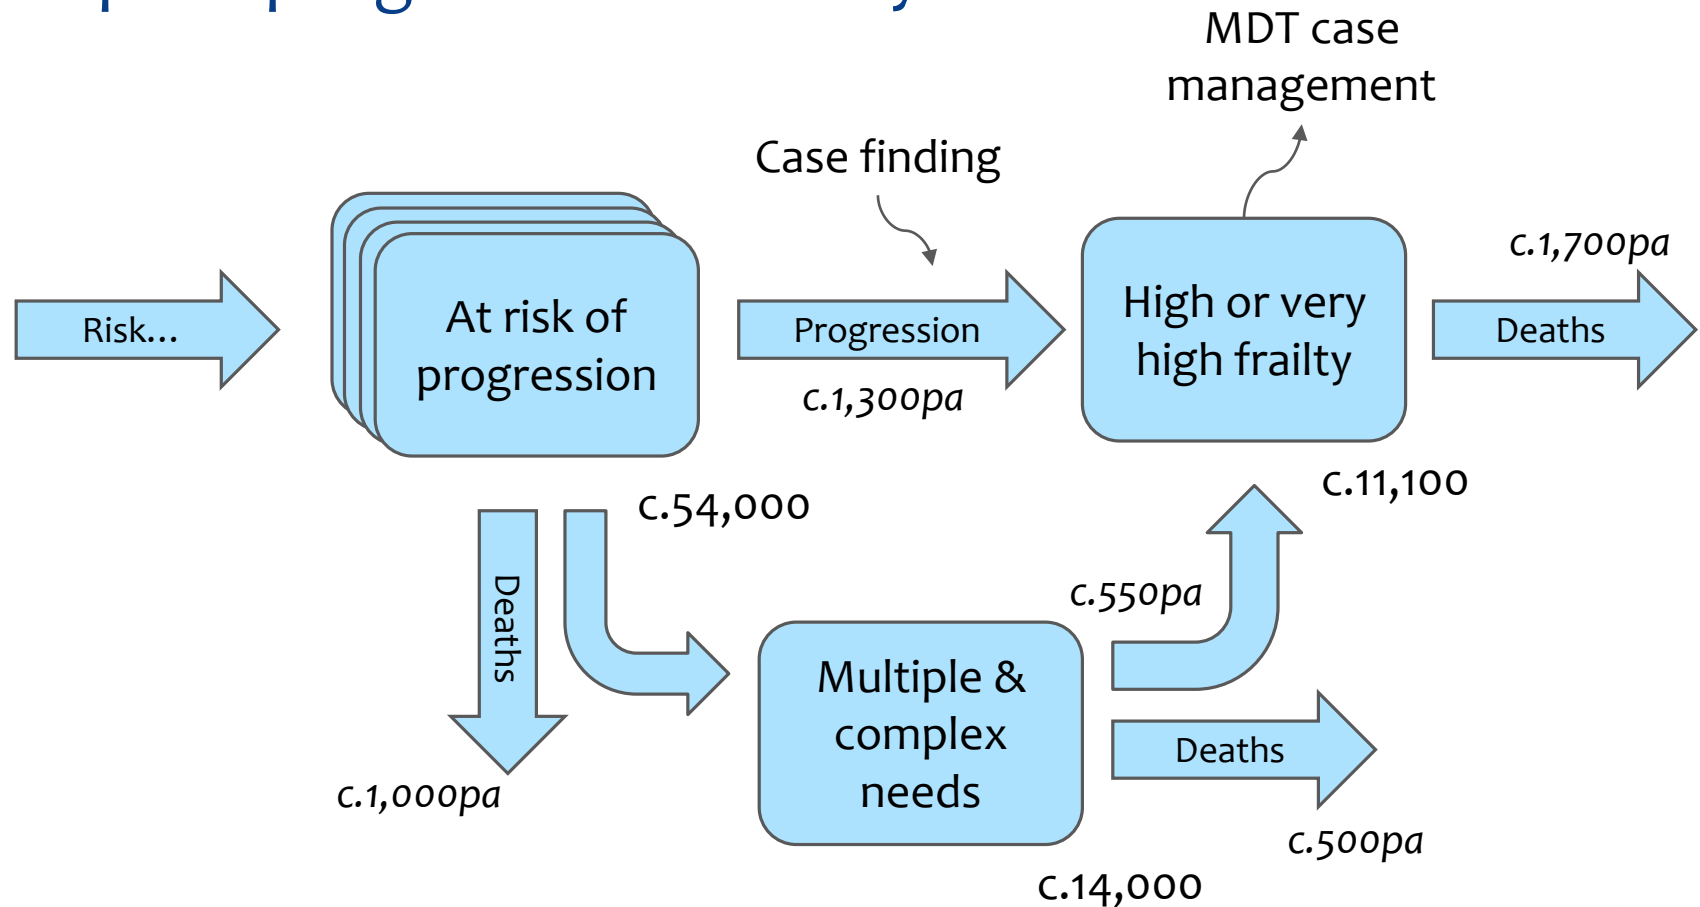 MDT case
management
Case finding
c.1,700pa
Risk...
At risk of
progression
Progression
High or very
high frailty
Deaths
c.1,300pa
c.11,100
c.54,000
Deaths
c.550pa
Multiple &
complex
needs
Deaths
c.1,000pa
c.500pa
c.14,000